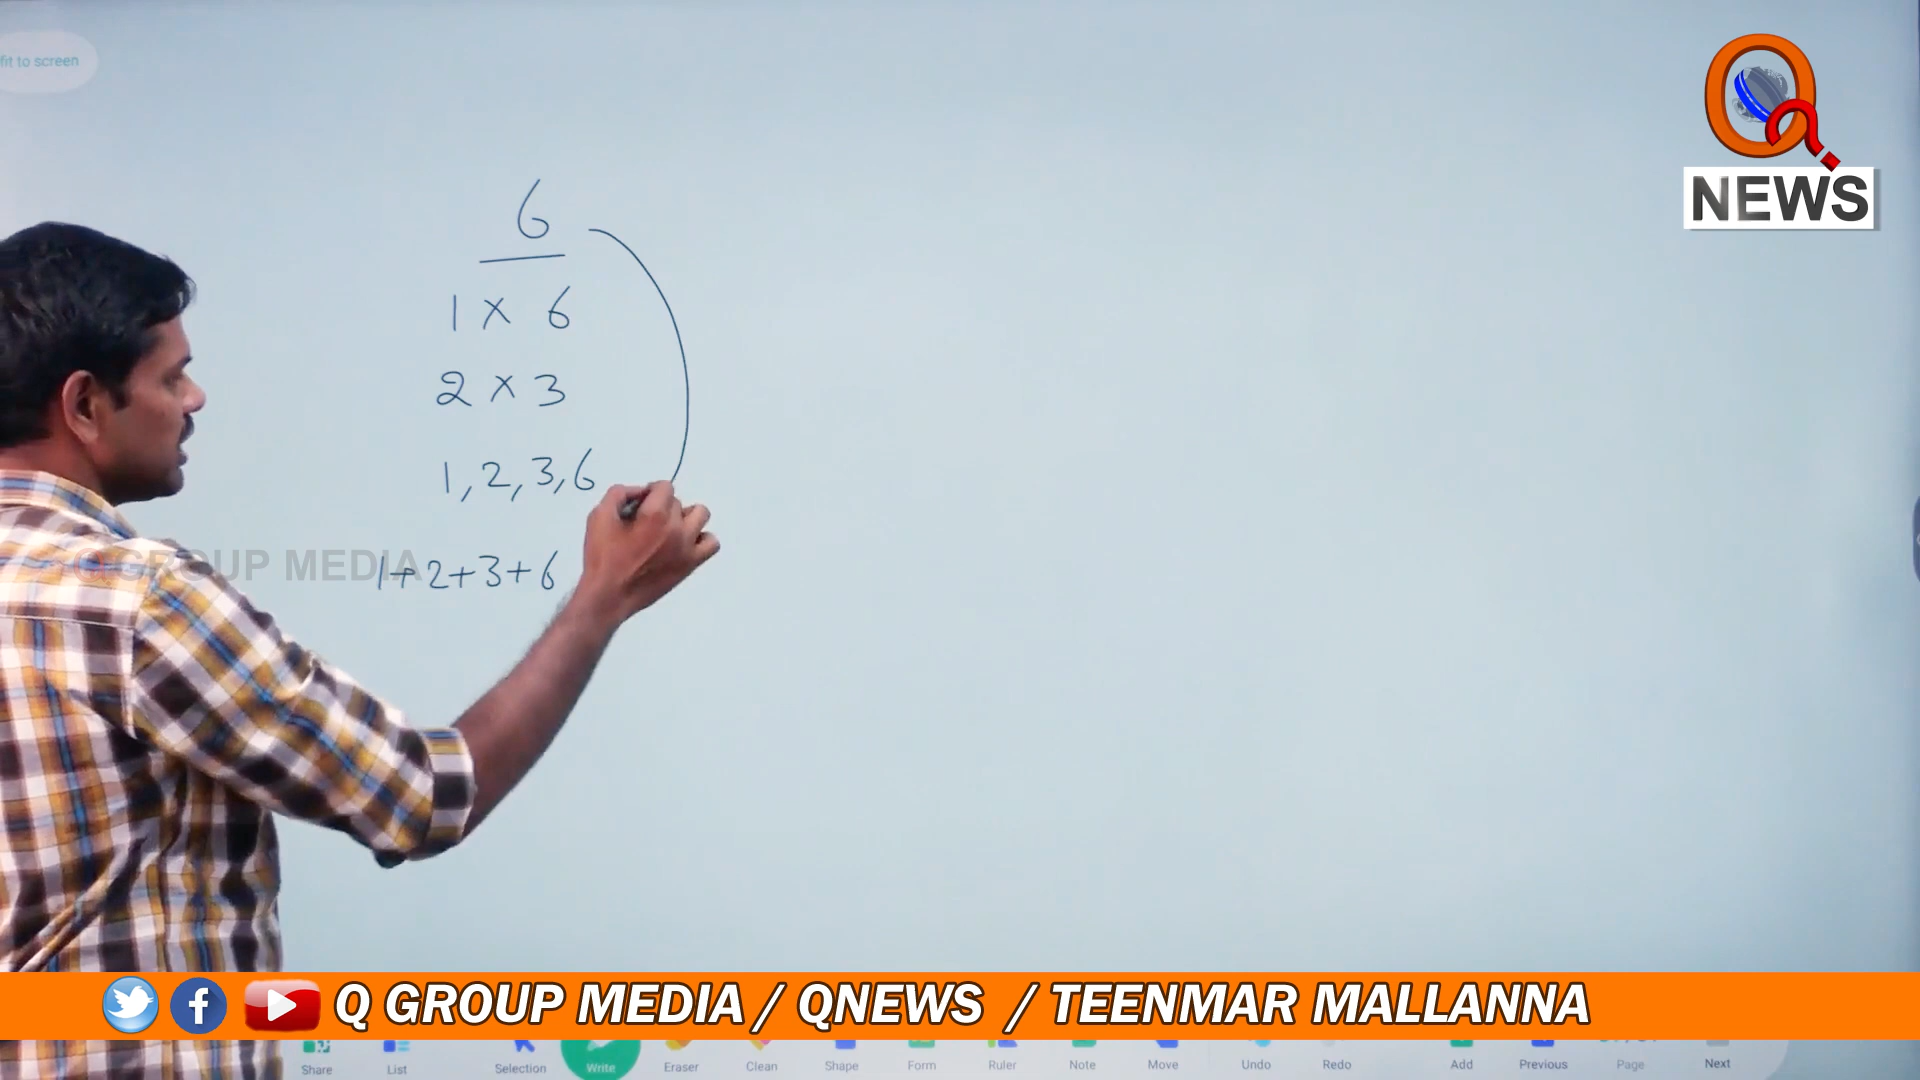 fit to screen
Q
NEWS
6
1 × 6
2 × 3
1, 2, 3, 6
Q GROUP MEDIA
1+2+3+6
Q GROUP MEDIA / QNEWS / TEENMAR MALLANNA
Share List Selection Write Eraser Clean Shape Form Ruler Note Move Undo Redo Add Previous Page Next